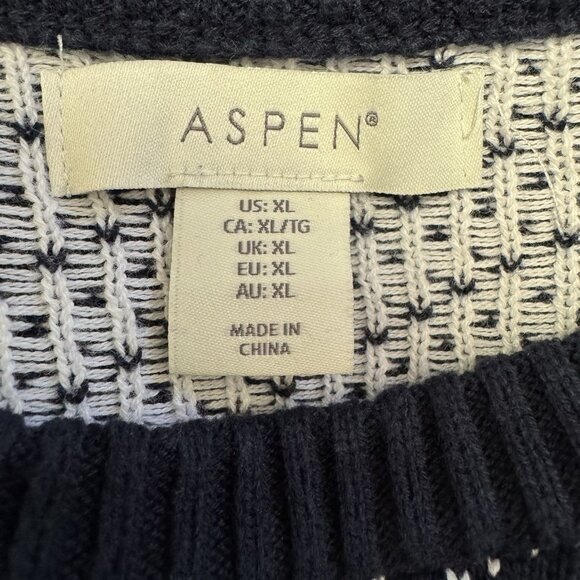 ASPEN®
US: XL
CA: XL/TG
UK: XL
EU: XL
AU: XL
MADE IN
CHINA